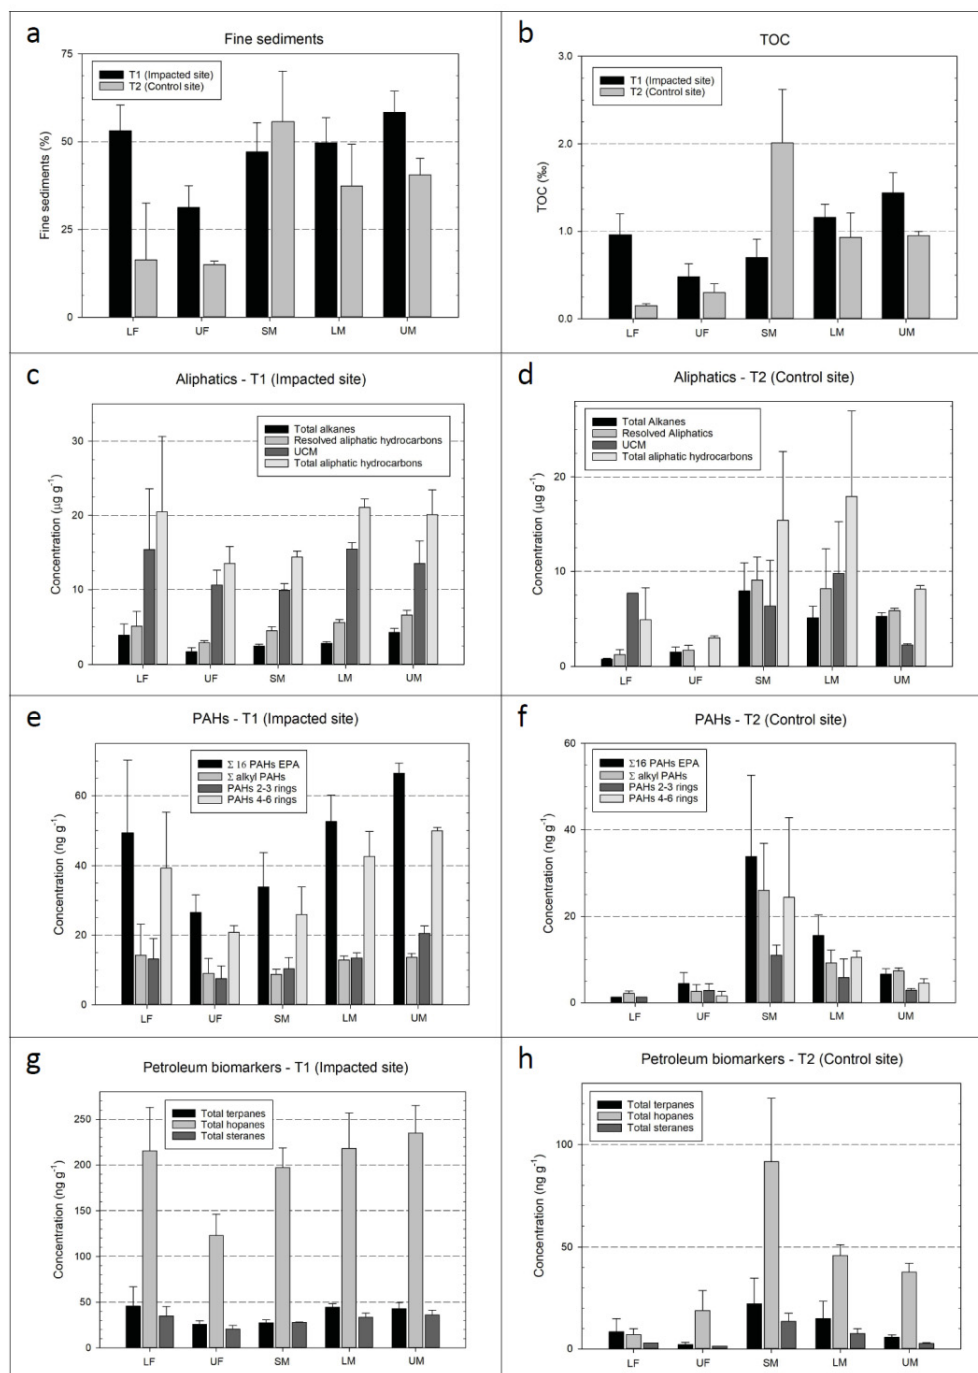 a
Fine sediments
75
50
25
0
Fine sediments (%)
T1 (Impacted site)
T2 (Control site)
LF UF SM LM UM
b
TOC
3.0
2.0
1.0
0.0
TOC (‰)
T1 (Impacted site)
T2 (Control site)
LF UF SM LM UM
c
Aliphatics - T1 (Impacted site)
30
20
10
0
Concentration (µg g⁻¹)
Total alkanes
Resolved aliphatic hydrocarbons
UCM
Total aliphatic hydrocarbons
LF UF SM LM UM
d
Aliphatics - T2 (Control site)
20
10
0
Concentration (µg g⁻¹)
Total Alkanes
Resolved Aliphatics
UCM
Total aliphatic hydrocarbons
LF UF SM LM UM
e
PAHs - T1 (Impacted site)
60
40
20
0
Concentration (ng g⁻¹)
Σ 16 PAHs EPA
Σ alkyl PAHs
PAHs 2-3 rings
PAHs 4-6 rings
LF UF SM LM UM
f
PAHs - T2 (Control site)
60
40
20
0
Concentration (ng g⁻¹)
Σ16 PAHs EPA
Σ alkyl PAHs
PAHs 2-3 rings
PAHs 4-6 rings
LF UF SM LM UM
g
Petroleum biomarkers - T1 (Impacted site)
250
200
150
100
50
0
Concentration (ng g⁻¹)
Total terpanes
Total hopanes
Total steranes
LF UF SM LM UM
h
Petroleum biomarkers - T2 (Control site)
100
50
0
Concentration (ng g⁻¹)
Total terpanes
Total hopanes
Total steranes
LF UF SM LM UM